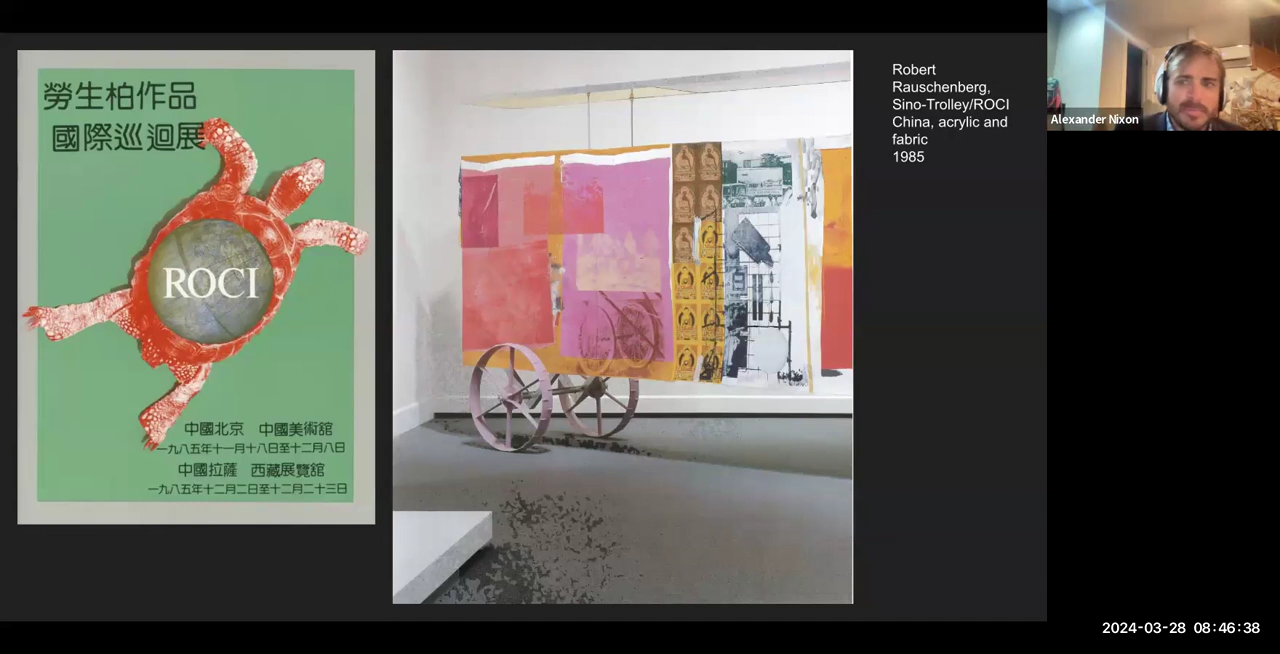 勞生柏作品
國際巡迴展
ROCI
中國北京 中國美術舘
一九八五年十一月十八日至十二月八日
中國拉薩 西藏展覽舘
一九八五年十二月二日至十二月二十三日
Robert
Rauschenberg,
Sino-Trolley/ROCI
China, acrylic and
fabric
1985
Alexander Nixon
2024-03-28 08:46:38